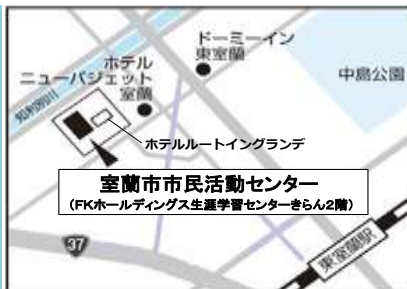 ドーミーイン
東室蘭
ホテル
ニューバジェット
室蘭
中島公園
知利別川
ホテルルートイングランデ
室蘭市市民活動センター
(FKホールディングス生涯学習センターきらん2階)
37
東室蘭駅